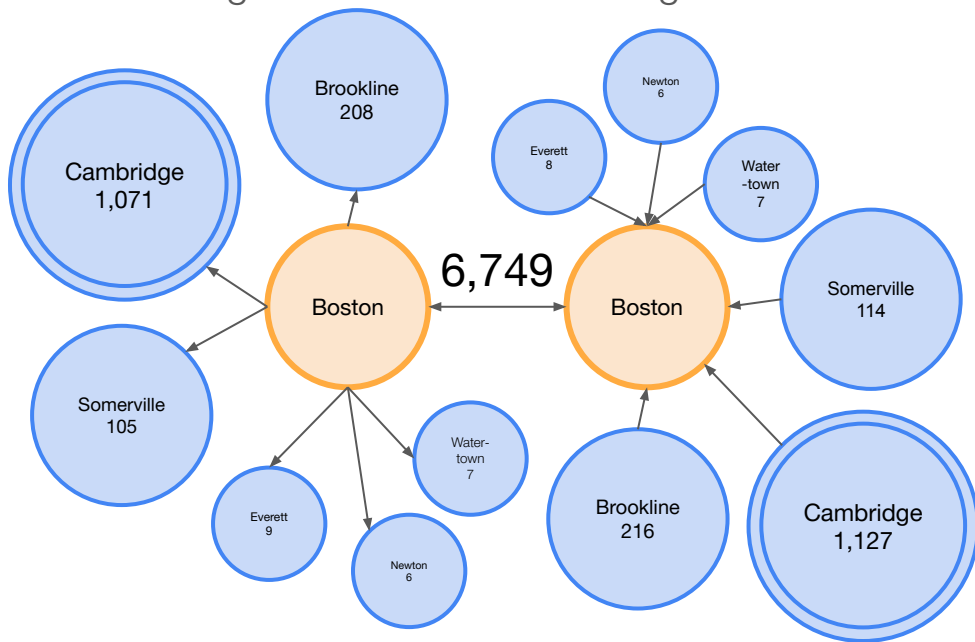 Brookline
208
Newton
6
Everett
8
Water
-town
7
Cambridge
1,071
6,749
Boston
Boston
Somerville
114
Somerville
105
Water-
town
7
Brookline
216
Everett
9
Cambridge
1,127
Newton
6